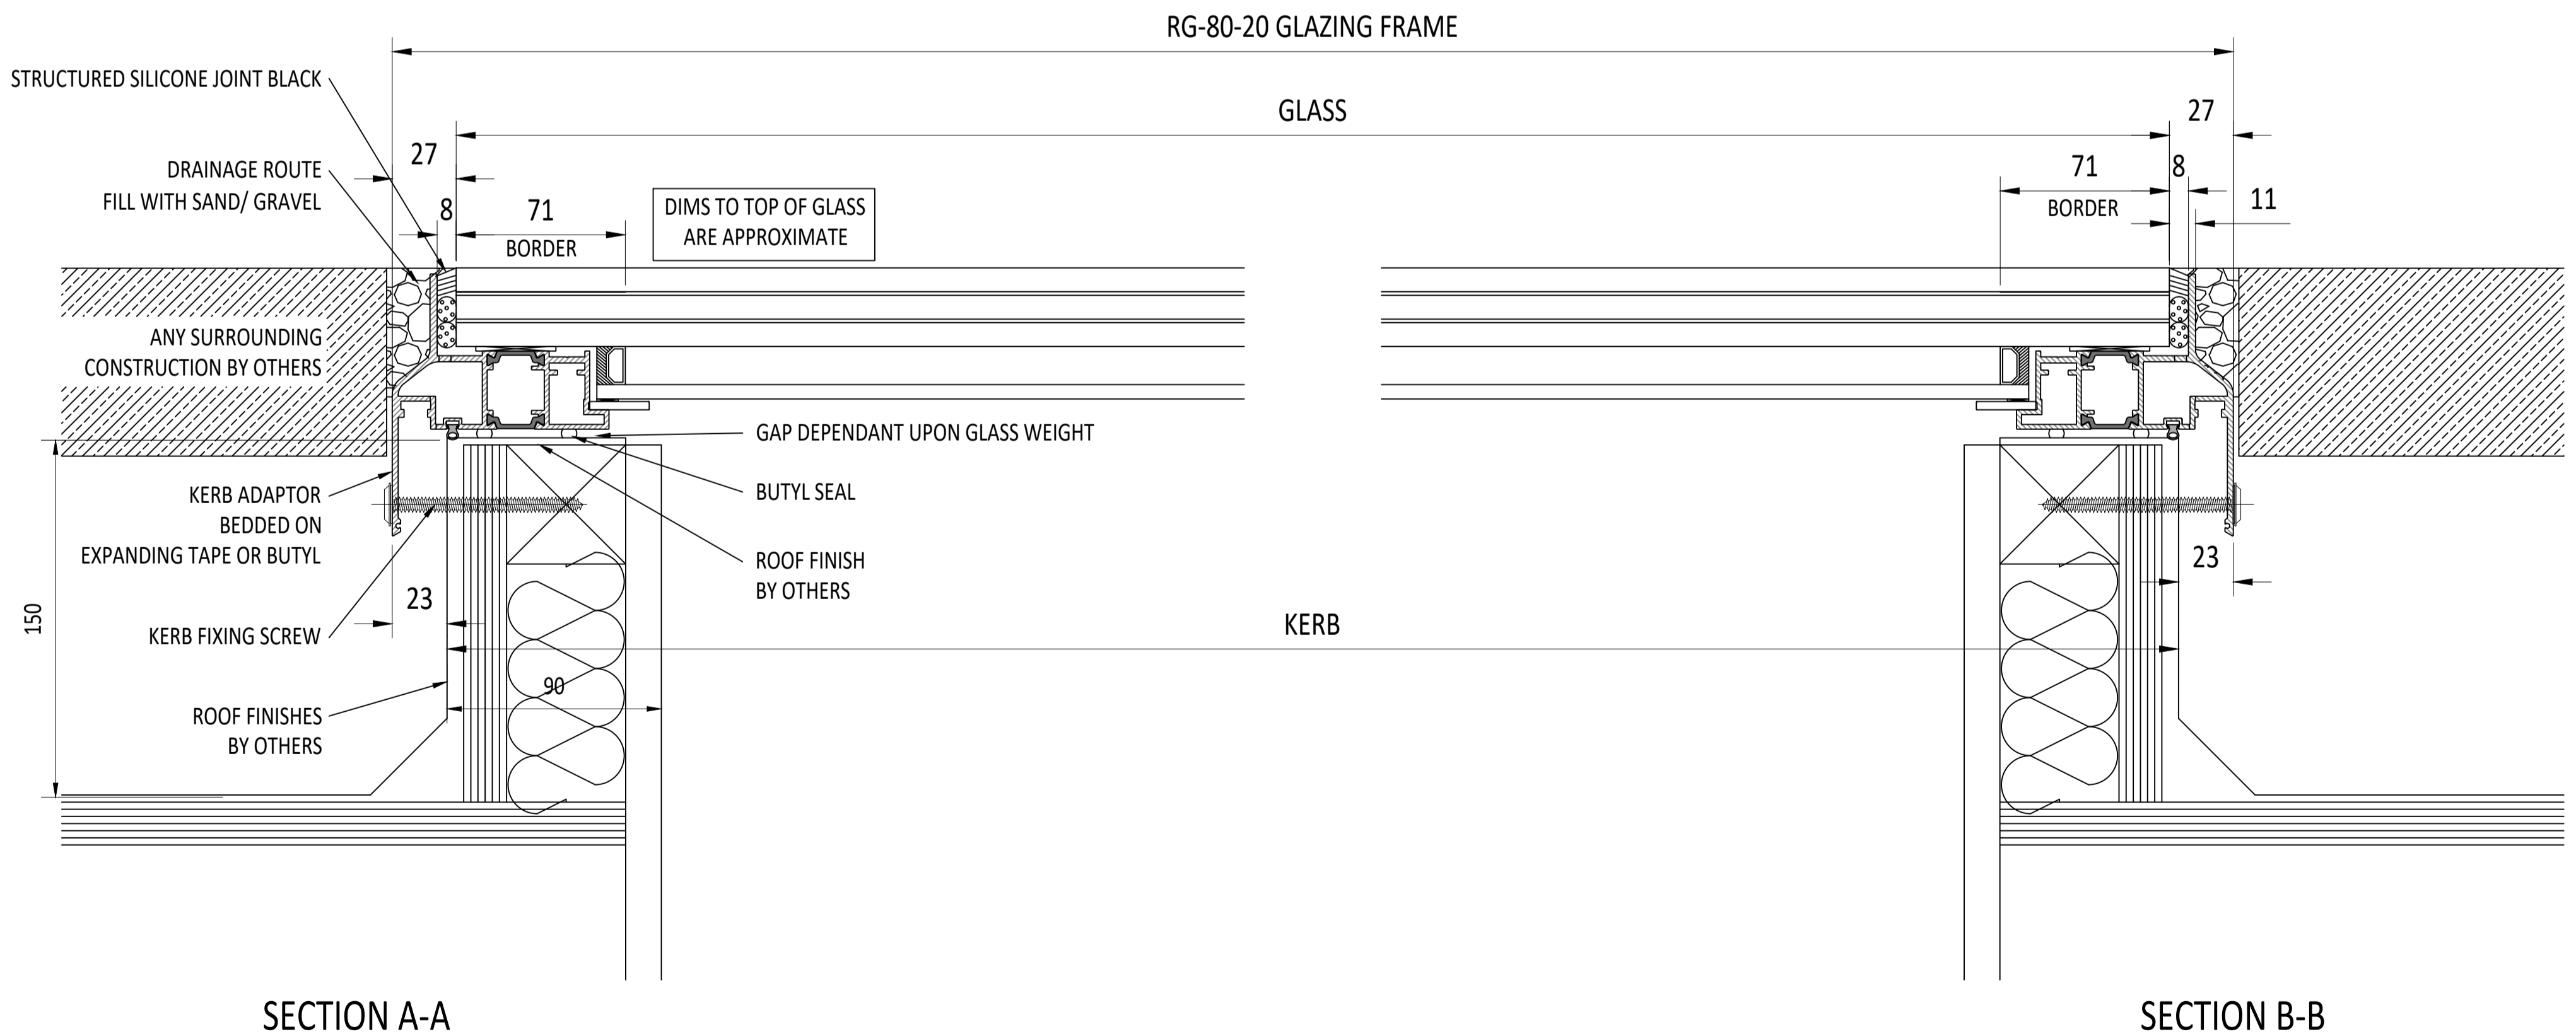 RG-80-20 GLAZING FRAME
STRUCTURED SILICONE JOINT BLACK
GLASS
27
27
DRAINAGE ROUTE
FILL WITH SAND/ GRAVEL
8
71
BORDER
DIMS TO TOP OF GLASS
ARE APPROXIMATE
71
BORDER
8
11
ANY SURROUNDING
CONSTRUCTION BY OTHERS
GAP DEPENDANT UPON GLASS WEIGHT
KERB ADAPTOR
BEDDED ON
EXPANDING TAPE OR BUTYL
BUTYL SEAL
ROOF FINISH
BY OTHERS
23
23
150
KERB FIXING SCREW
KERB
90
ROOF FINISHES
BY OTHERS
SECTION A-A
SECTION B-B